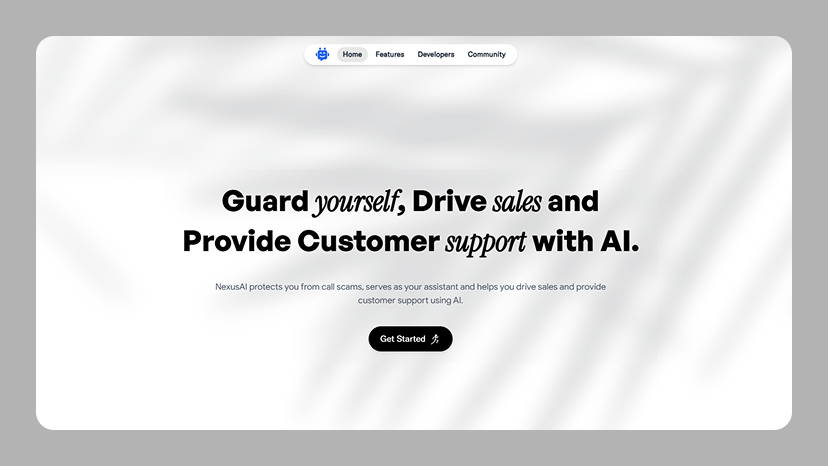 Home Features Developers Community
Guard yourself, Drive sales and
Provide Customer support with AI.
NexusAI protects you from call scams, serves as your assistant and helps you drive sales and provide
customer support using AI.
Get Started